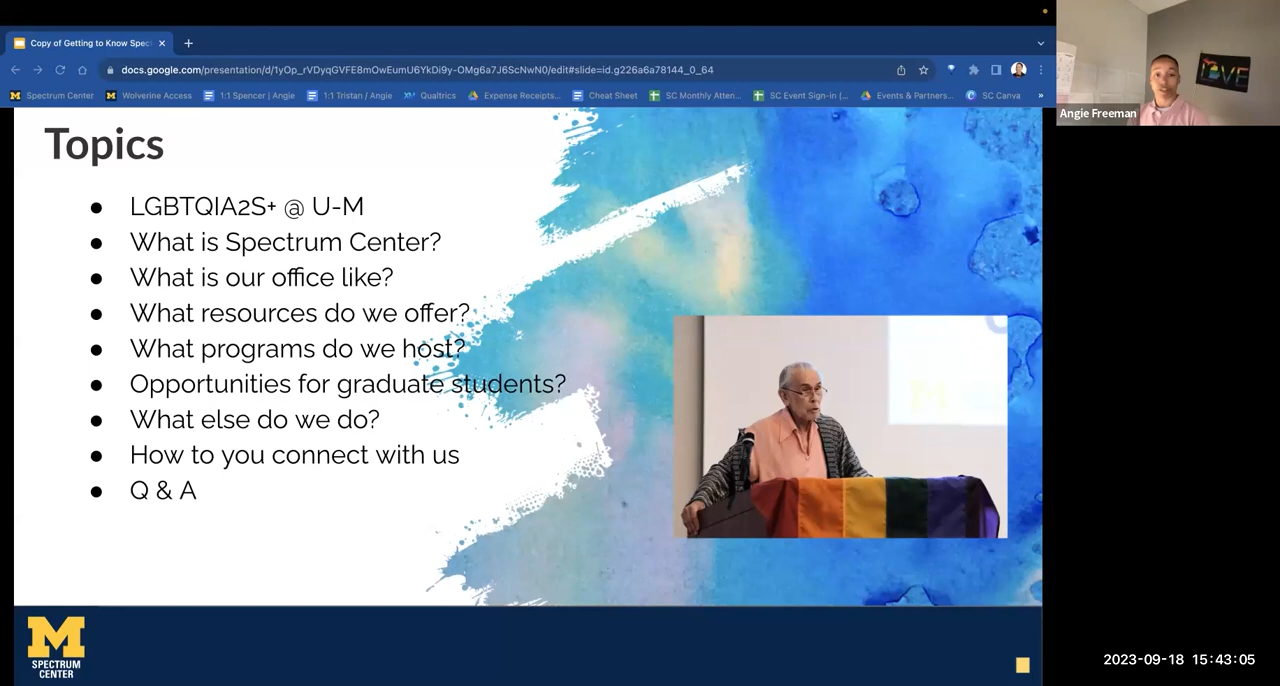 Copy of Getting to Know Spec
docs.google.com/presentation/d/1yOp_rVDyqGVFE8mOwEumU6YkDi9y-OMg6a7J6ScNwN0/edit#slide=id.g226a6a78144_0_64
Spectrum Center Wolverine Access 1:1 Spencer | Angie 1:1 Tristan / Angie Qualtrics Expense Receipts... Cheat Sheet SC Monthly Atten... SC Event Sign-in (... Events & Partners... SC Canva »
LOVE
Angie Freeman
Topics
● LGBTQIA2S+ @ U-M
● What is Spectrum Center?
● What is our office like?
● What resources do we offer?
● What programs do we host?
● Opportunities for graduate students?
● What else do we do?
● How to you connect with us
● Q & A
M
SPECTRUM
CENTER
2023-09-18 15:43:05